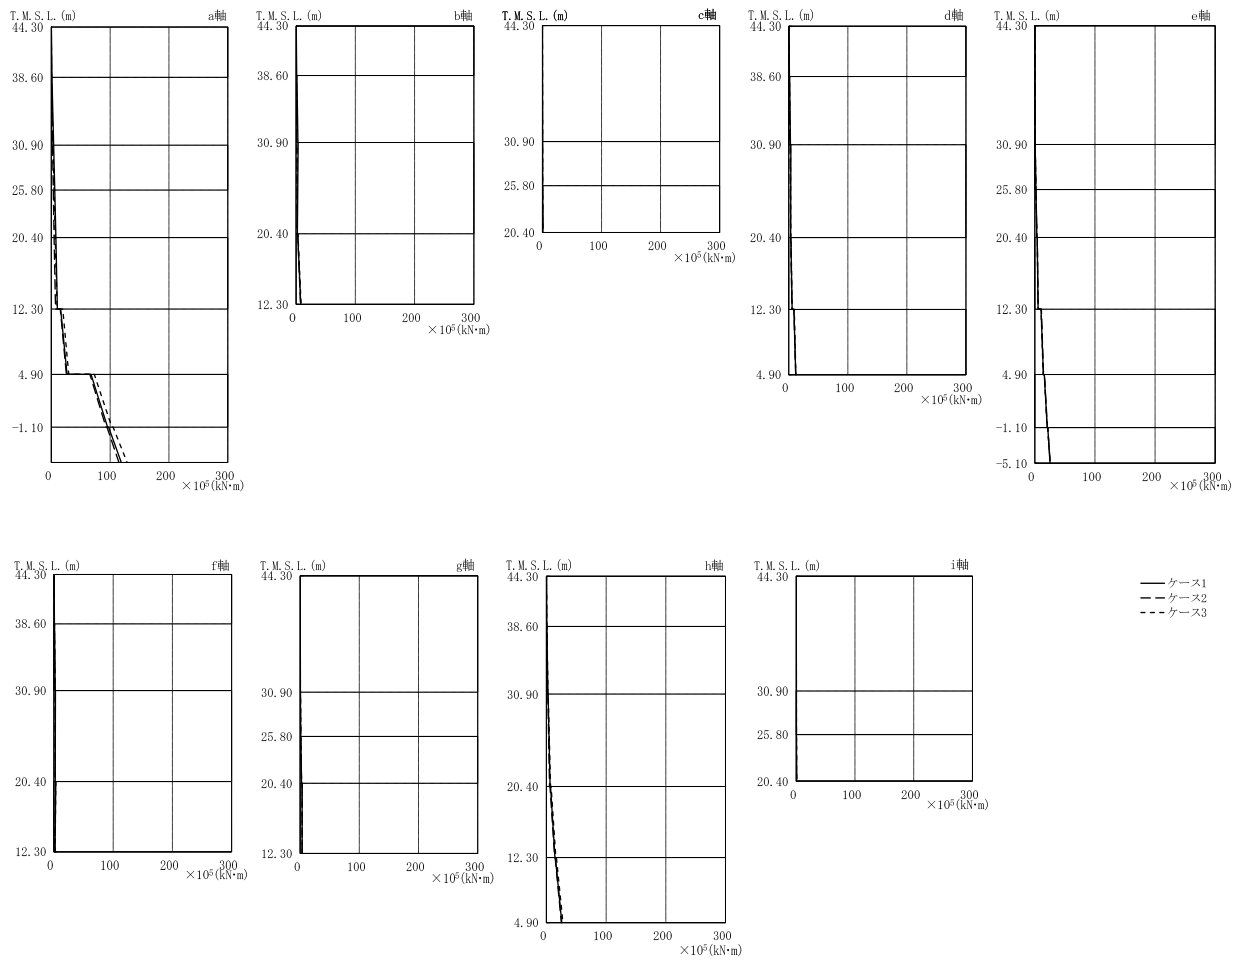 T.M.S.L.(m) a軸
44.30
38.60
30.90
25.80
20.40
12.30
4.90
-1.10
0 100 200 300
×10⁵(kN·m)
T.M.S.L.(m) b軸
44.30
38.60
30.90
20.40
12.30
0 100 200 300
×10⁵(kN·m)
T.M.S.L.(m) c軸
44.30
30.90
25.80
20.40
0 100 200 300
×10⁵(kN·m)
T.M.S.L.(m) d軸
44.30
38.60
30.90
20.40
12.30
4.90
0 100 200 300
×10⁵(kN·m)
T.M.S.L.(m) e軸
44.30
30.90
25.80
20.40
12.30
4.90
-1.10
-5.10
0 100 200 300
×10⁵(kN·m)
T.M.S.L.(m) f軸
44.30
38.60
30.90
20.40
12.30
0 100 200 300
×10⁵(kN·m)
T.M.S.L.(m) g軸
44.30
30.90
25.80
20.40
12.30
0 100 200 300
×10⁵(kN·m)
T.M.S.L.(m) h軸
44.30
38.60
30.90
20.40
12.30
4.90
0 100 200 300
×10⁵(kN·m)
T.M.S.L.(m) i軸
44.30
30.90
25.80
20.40
0 100 200 300
×10⁵(kN·m)
ケース1
ケース2
ケース3